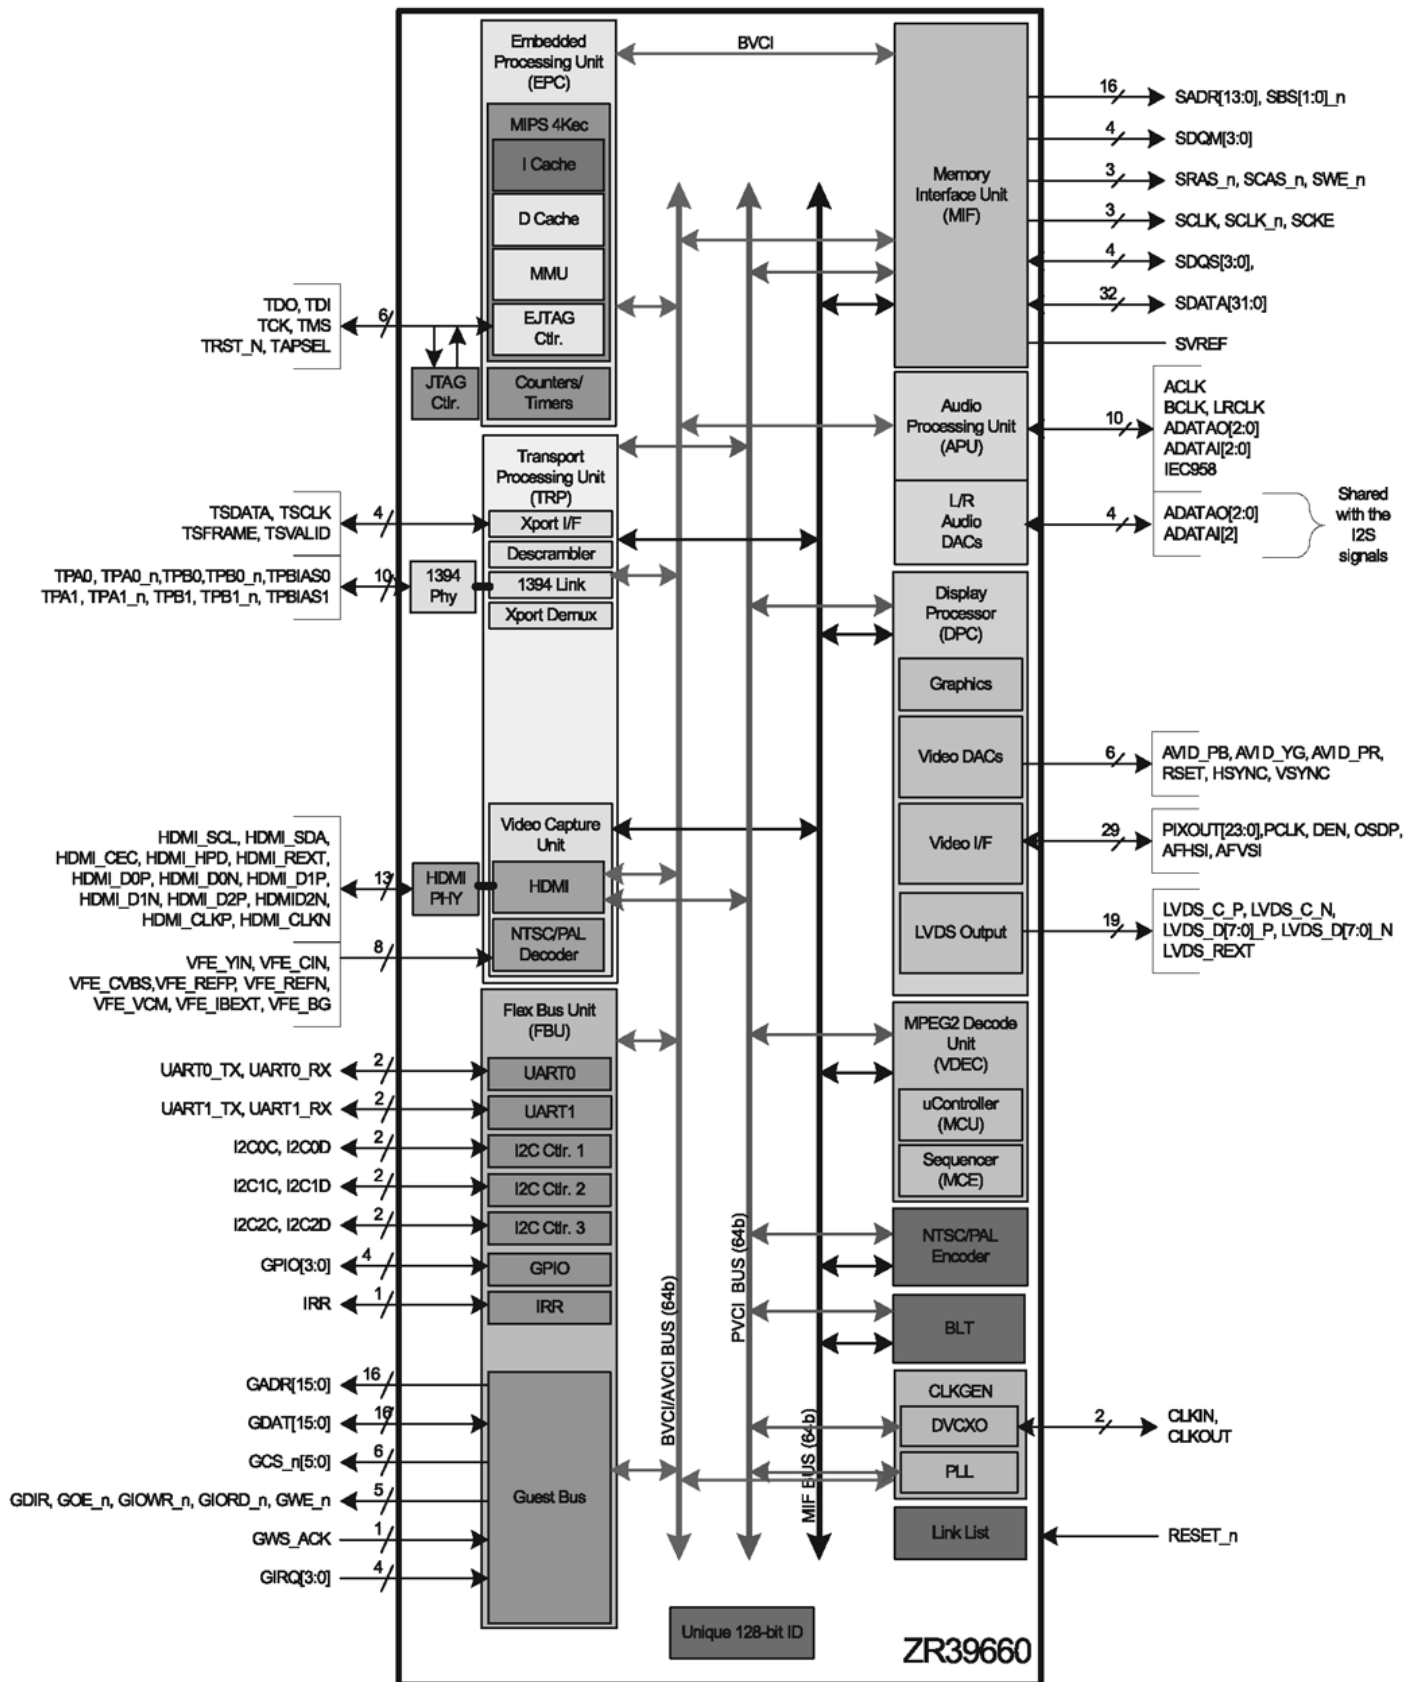 Embedded
Processing Unit
(EPC)
MIPS 4Kec
I Cache
D Cache
MMU
EJTAG
Ctlr.
JTAG
Ctlr.
Counters/
Timers
TDO, TDI
TCK, TMS
TRST_N, TAPSEL
6
BVCI
Memory
Interface Unit
(MIF)
16
SADR[13:0], SBS[1:0]_n
4
SDQM[3:0]
3
SRAS_n, SCAS_n, SWE_n
3
SCLK, SCLK_n, SCKE
4
SDQS[3:0],
32
SDATA[31:0]
SVREF
Audio
Processing Unit
(APU)
10
ACLK
BCLK, LRCLK
ADATAO[2:0]
ADATAI[2:0]
IEC958
L/R
Audio
DACs
4
ADATAO[2:0]
ADATAI[2]
Shared
with the
I2S
signals
Transport
Processing Unit
(TRP)
Xport I/F
Descrambler
1394 Link
Xport Demux
TSDATA, TSCLK
TSFRAME, TSVALID
4
TPA0, TPA0_n,TPB0,TPB0_n,TPBIAS0
TPA1, TPA1_n, TPB1, TPB1_n, TPBIAS1
10
1394
Phy
Display
Processor
(DPC)
Graphics
Video DACs
6
AVID_PB, AVID_YG, AVID_PR,
RSET, HSYNC, VSYNC
Video I/F
29
PIXOUT[23:0],PCLK, DEN, OSDP,
AFHSI, AFVSI
LVDS Output
19
LVDS_C_P, LVDS_C_N,
LVDS_D[7:0]_P, LVDS_D[7:0]_N
LVDS_REXT
Video Capture
Unit
HDMI
NTSC/PAL
Decoder
HDMI_SCL, HDMI_SDA,
HDMI_CEC, HDMI_HPD, HDMI_REXT,
HDMI_D0P, HDMI_D0N, HDMI_D1P,
HDMI_D1N, HDMI_D2P, HDMID2N,
HDMI_CLKP, HDMI_CLKN
13
HDMI
PHY
8
VFE_YIN, VFE_CIN,
VFE_CVBS,VFE_REFP, VFE_REFN,
VFE_VCM, VFE_IBEXT, VFE_BG
Flex Bus Unit
(FBU)
UART0_TX, UART0_RX
2
UART0
UART1_TX, UART1_RX
2
UART1
I2C0C, I2C0D
2
I2C Ctlr. 1
I2C1C, I2C1D
2
I2C Ctlr. 2
I2C2C, I2C2D
2
I2C Ctlr. 3
GPIO[3:0]
4
GPIO
IRR
1
IRR
MPEG2 Decode
Unit
(VDEC)
uController
(MCU)
Sequencer
(MCE)
NTSC/PAL
Encoder
BLT
BVCI/AVCI BUS (64b)
PVCI BUS (64b)
MIF BUS (64b)
GADR[15:0]
16
GDAT[15:0]
16
GCS_n[5:0]
6
GDIR, GOE_n, GIOWR_n, GIORD_n, GWE_n
5
GWS_ACK
1
GIRQ[3:0]
4
Guest Bus
CLKGEN
DVCXO
PLL
2
CLKIN,
CLKOUT
Link List
RESET_n
Unique 128-bit ID
ZR39660